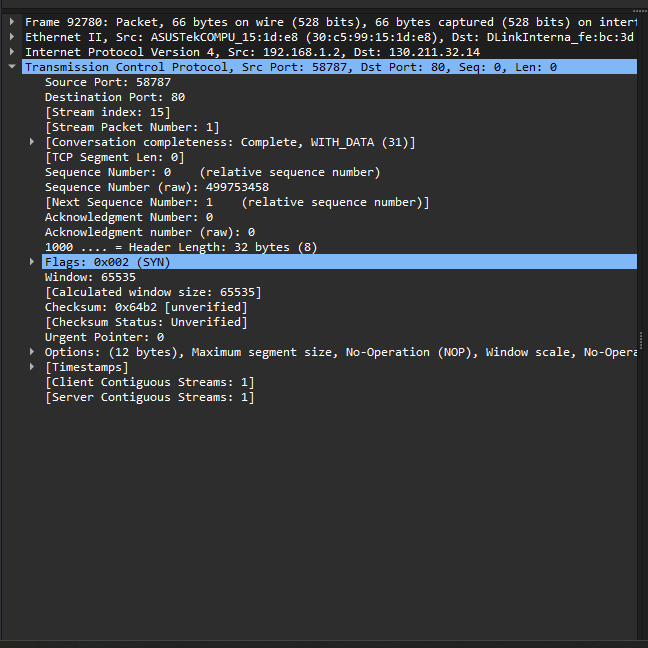 Frame 92780: Packet, 66 bytes on wire (528 bits), 66 bytes captured (528 bits) on
Ethernet II, Src: ASUSTekCOMPU_15:1d:e8 (30:c5:99:15:1d:e8), Dst: DLinkInterna_fe:bc:3d
Internet Protocol Version 4, Src: 192.168.1.2, Dst: 130.211.32.14
Transmission Control Protocol, Src Port: 58787, Dst Port: 80, Seq: 0, Len: 0
Source Port: 58787
Destination Port: 80
[Stream index: 15]
[Stream Packet Number: 1]
[Conversation completeness: Complete, WITH_DATA (31)]
[TCP Segment Len: 0]
Sequence Number: 0    (relative sequence number)
Sequence Number (raw): 499753458
[Next Sequence Number: 1    (relative sequence number)]
Acknowledgment Number: 0
Acknowledgment number (raw): 0
1000 .... = Header Length: 32 bytes (8)
Flags: 0x002 (SYN)
Window: 65535
[Calculated window size: 65535]
Checksum: 0x64b2 [unverified]
[Checksum Status: Unverified]
Urgent Pointer: 0
Options: (12 bytes), Maximum segment size, No-Operation (NOP), Window scale, No-Opera
[Timestamps]
[Client Contiguous Streams: 1]
[Server Contiguous Streams: 1]